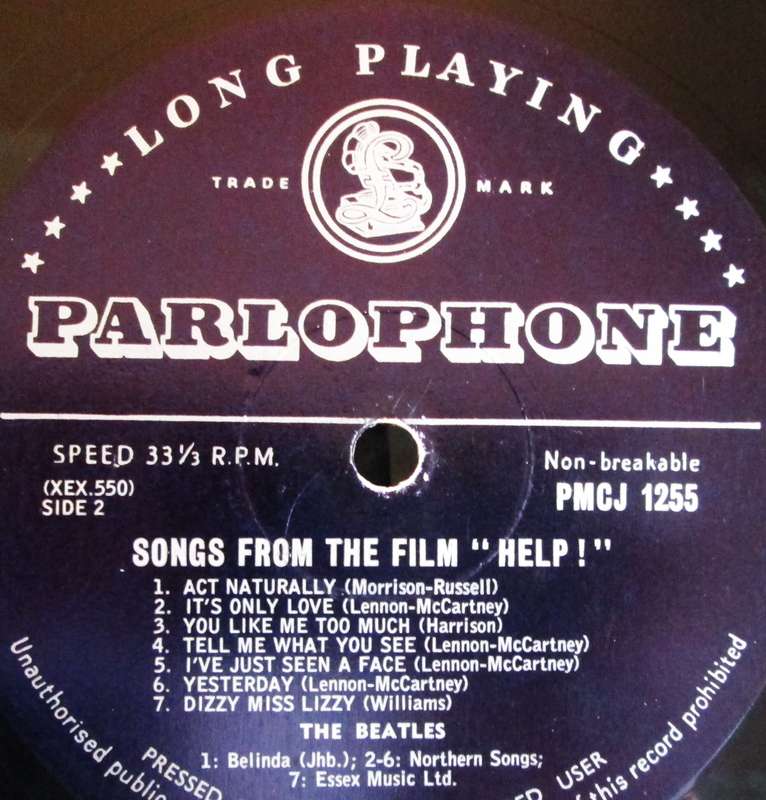 LONG PLAYING
TRADE MARK
£
PARLOPHONE
SPEED 33⅓ R.P.M.
Non-breakable
(XEX.550)
SIDE 2
PMCJ 1255
SONGS FROM THE FILM "HELP!"
1. ACT NATURALLY (Morrison-Russell)
2. IT'S ONLY LOVE (Lennon-McCartney)
3. YOU LIKE ME TOO MUCH (Harrison)
4. TELL ME WHAT YOU SEE (Lennon-McCartney)
5. I'VE JUST SEEN A FACE (Lennon-McCartney)
6. YESTERDAY (Lennon-McCartney)
7. DIZZY MISS LIZZY (Williams)
THE BEATLES
1: Belinda (Jhb.); 2-6: Northern Songs;
7: Essex Music Ltd.
Unauthorised public
PRESSED
ED USER
of this record prohibited